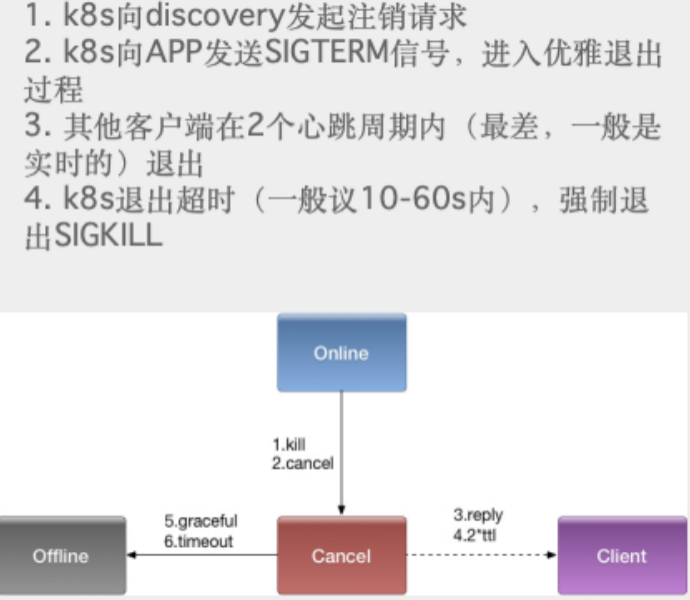 1. k8s向discovery发起注销请求
2. k8s向APP发送SIGTERM信号，进入优雅退出
过程
3. 其他客户端在2个心跳周期内（最差，一般是
实时的）退出
4. k8s退出超时（一般议10-60s内），强制退
出SIGKILL
Online
1.kill
2.cancel
5.graceful
6.timeout
3.reply
4.2*ttl
Offline
Cancel
Client